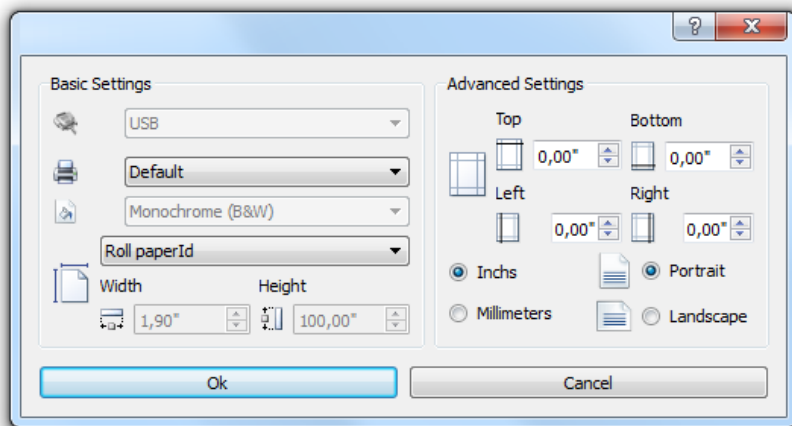 ?
Basic Settings
USB
Default
Monochrome (B&W)
Roll paperId
Width Height
1,90" 100,00"
Advanced Settings
Top Bottom
0,00" 0,00"
Left Right
0,00" 0,00"
Inchs Portrait
Millimeters Landscape
Ok Cancel